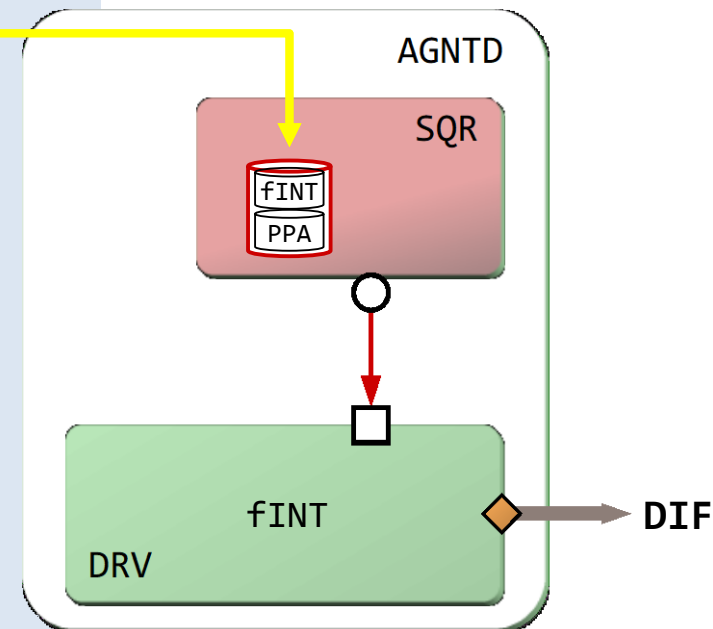 AGNTD
SQR
fINT
PPA
fINT
DIF
DRV